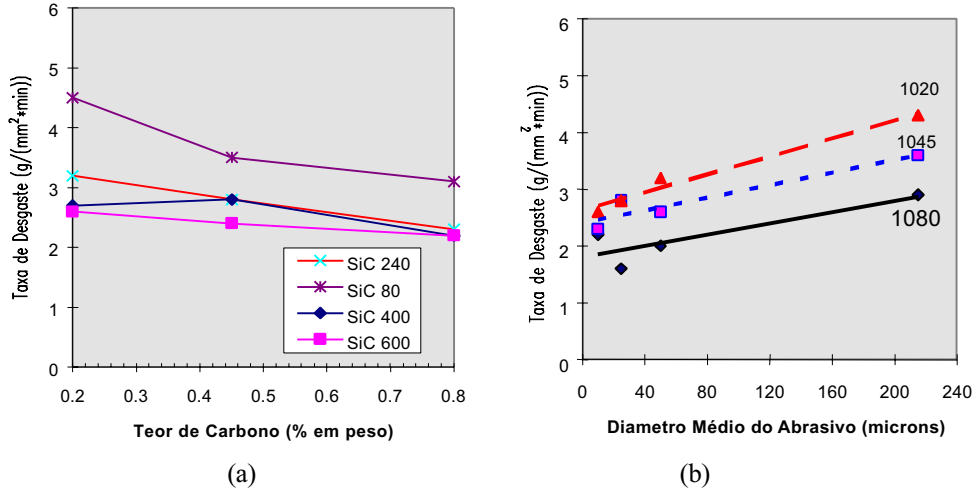 6
5
4
3
2
1
0
Taxa de Desgaste (g/(mm²*min))
SiC 240
SiC 80
SiC 400
SiC 600
0.2 0.3 0.4 0.5 0.6 0.7 0.8
Teor de Carbono (% em peso)
(a)
6
5
4
3
2
1
0
Taxa de Desgaste (g/(mm²*min))
1020
1045
1080
0 40 80 120 160 200 240
Diametro Médio do Abrasivo (microns)
(b)